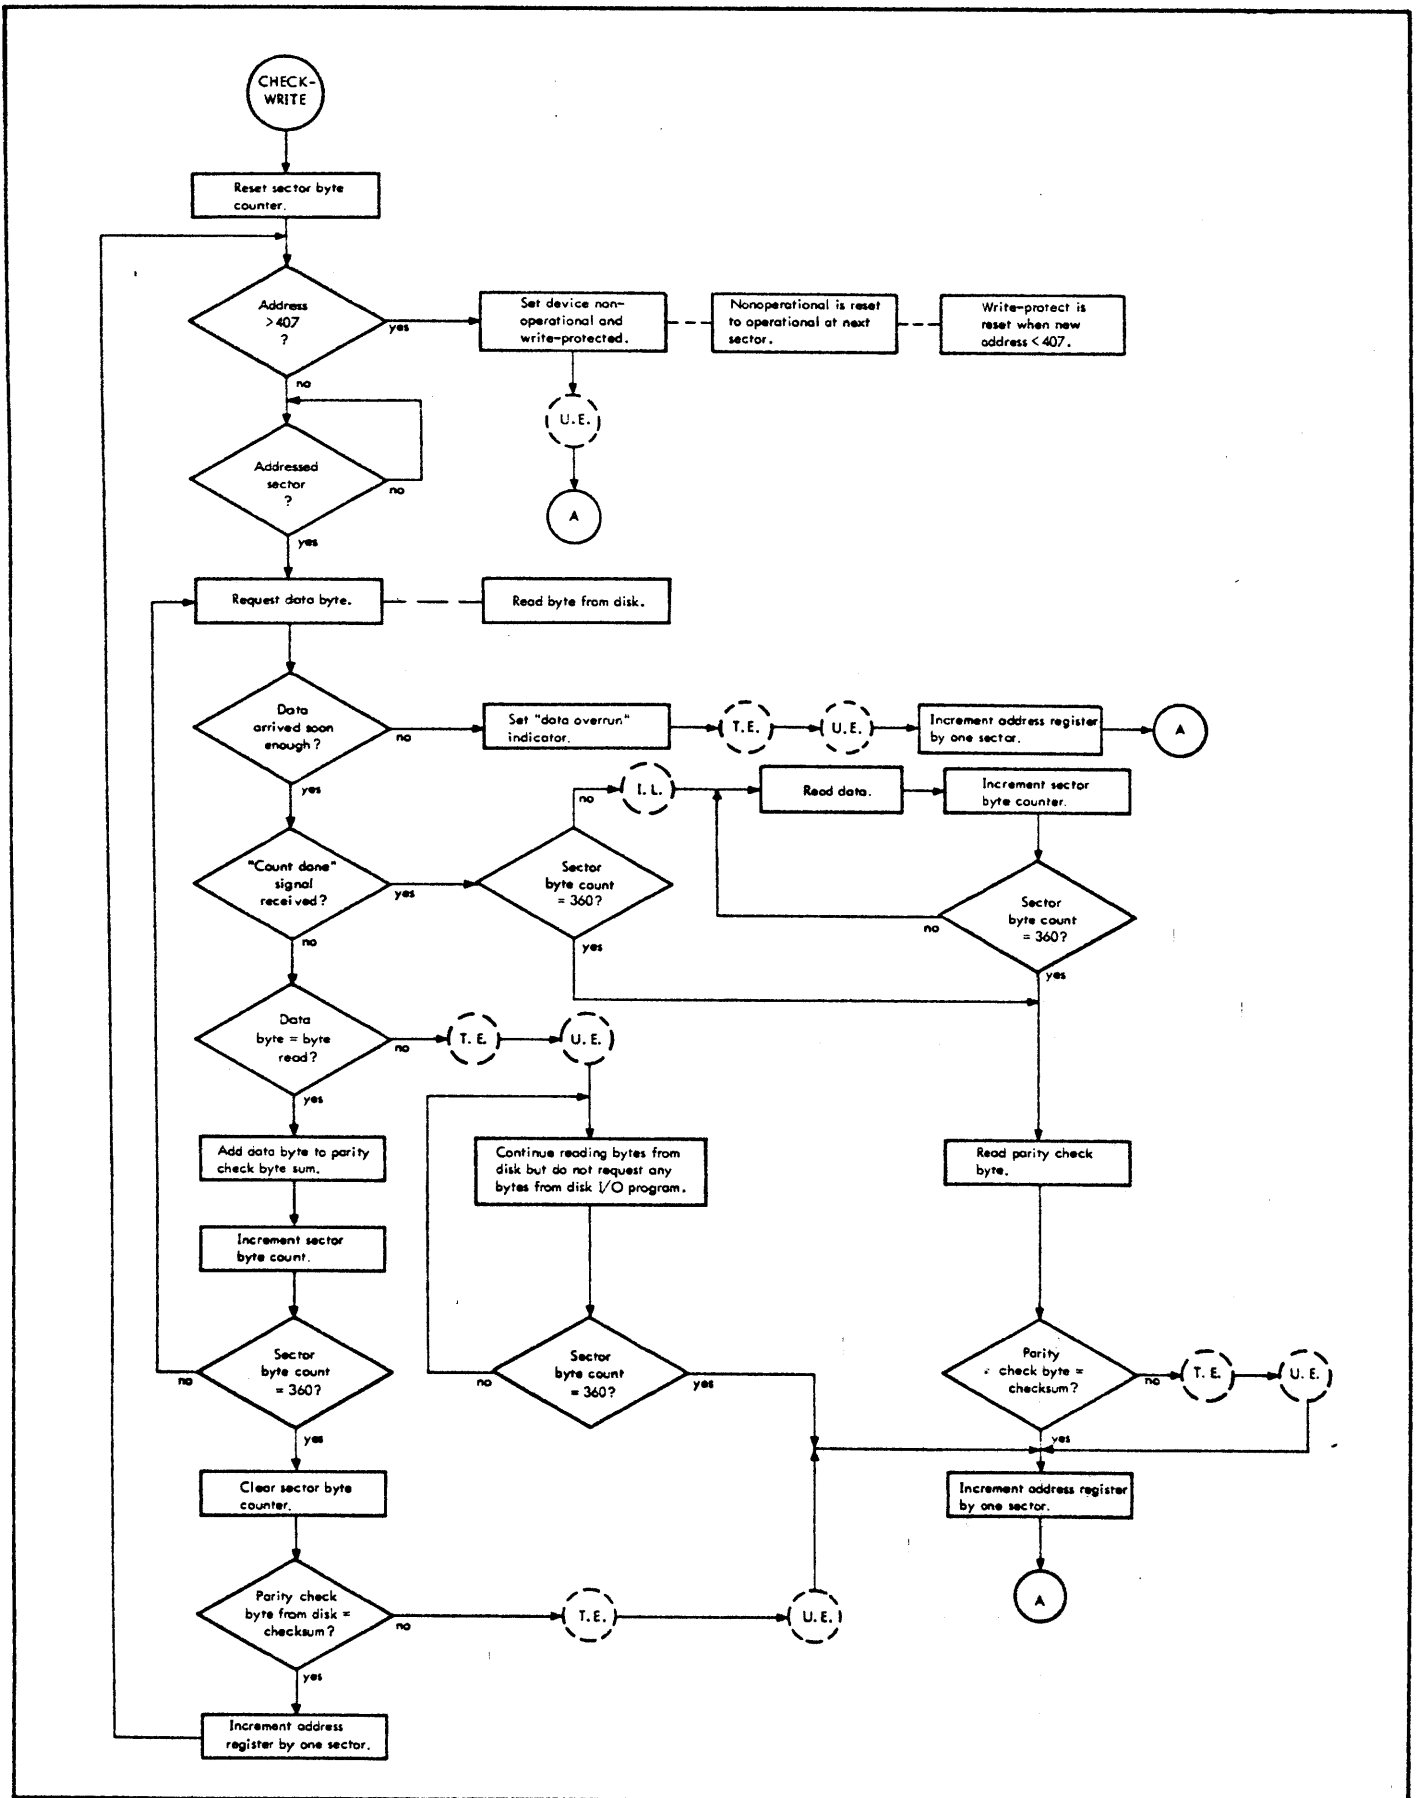 CHECK-
WRITE
Reset sector byte
counter.
Address
>407
?
yes
no
Set device non-
operational and
write-protected.
Nonoperational is reset
to operational at next
sector.
Write-protect is
reset when new
address <407.
U.E.
A
Addressed
sector
?
no
yes
Request data byte.
Read byte from disk.
Data
arrived soon
enough?
no
yes
Set "data overrun"
indicator.
T.E.
U.E.
Increment address register
by one sector.
A
"Count done"
signal
received?
yes
no
Sector
byte count
= 360?
no
yes
I.L.
Read data.
Increment sector
byte counter.
Sector
byte count
= 360?
no
yes
Data
byte = byte
read?
no
yes
T.E.
U.E.
Add data byte to parity
check byte sum.
Continue reading bytes from
disk but do not request any
bytes from disk I/O program.
Read parity check
byte.
Increment sector
byte count.
Sector
byte count
= 360?
no
yes
Sector
byte count
= 360?
no
yes
Parity
check byte =
checksum?
no
yes
T.E.
U.E.
Clear sector byte
counter.
Increment address register
by one sector.
A
Parity check
byte from disk =
checksum?
no
yes
T.E.
U.E.
Increment address
register by one sector.